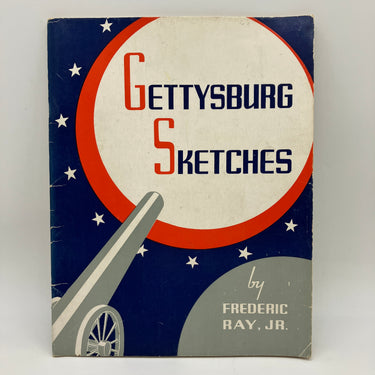 GETTYSBURG
SKETCHES
by
FREDERIC
RAY, JR.